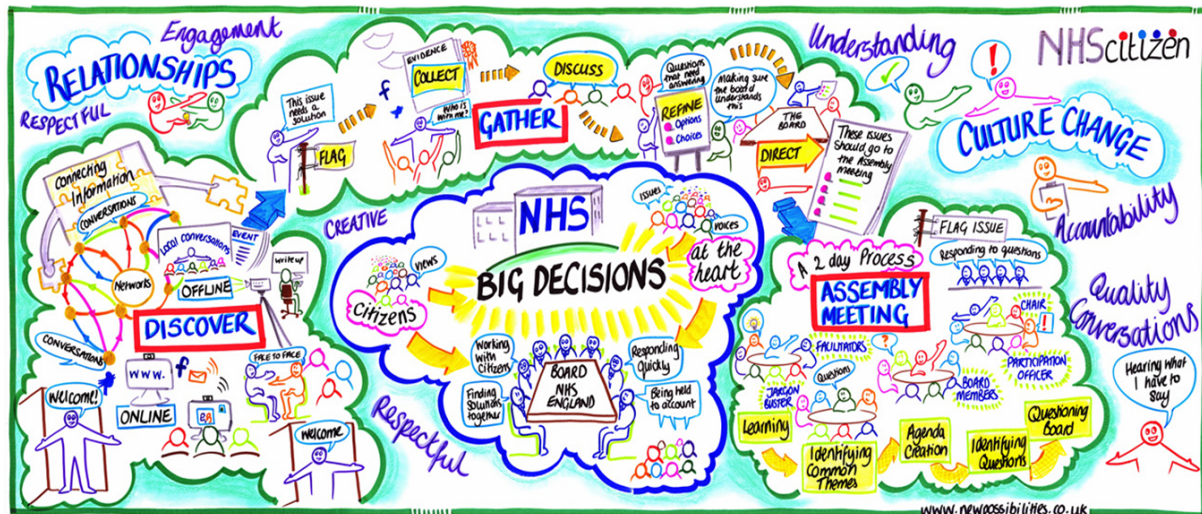 Engagement
RELATIONSHIPS
RESPECTFUL
Connecting
Information
CONVERSATIONS
Networks
Local conversations
OFFLINE
EVENT
write up
DISCOVER
CONVERSATIONS
WWW.
f
ONLINE
FACE TO FACE
Welcome!
Welcome
This issue
needs a
solution
FLAG
f
EVIDENCE
COLLECT
WHO IS
WITH ME?
GATHER
DISCUSS
Questions
that need
answering
REFINE
Options
Choices
Making sure
the board
understands
this
THE
BOARD
DIRECT
These issues
should go to
the Assembly
meeting
CREATIVE
NHS
BIG DECISIONS
issues
voices
at the
heart
views
Citizens
Working
with
citizens
Finding
Solutions
together
BOARD
NHS
ENGLAND
Responding
quickly
Being held
to account
Respectful
Understanding
!
NHS citizen
CULTURE CHANGE
Accountability
Quality
Conversations
Hearing what
I have to
say
FLAG ISSUE
A 2 day Process
ASSEMBLY
MEETING
Responding to questions
CHAIR
!
FACILITATORS
?
PARTICIPATION
OFFICER
BOARD
MEMBERS
Questions
JARGON
BUSTER
Learning
Identifying
Common
Themes
Agenda
Creation
Identifying
Questions
Questioning
Board
www.newpossibilities.co.uk